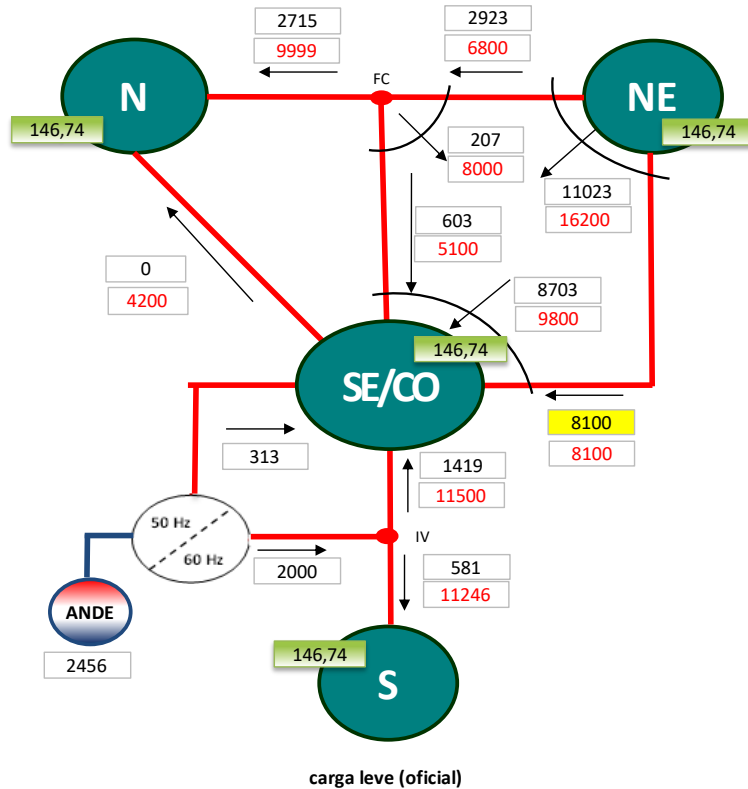 2715
9999
2923
6800
FC
N
NE
146,74
146,74
207
8000
11023
16200
603
5100
0
4200
8703
9800
146,74
SE/CO
8100
8100
313
1419
11500
50 Hz
60 Hz
IV
2000
581
11246
ANDE
2456
146,74
S
carga leve (oficial)